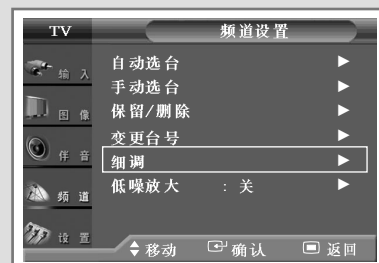 TV 频道设置
输入
图像
伴音
频道
设置
自动选台
手动选台
保留/删除
变更台号
细调
低噪放大 : 关
移动 确认 返回